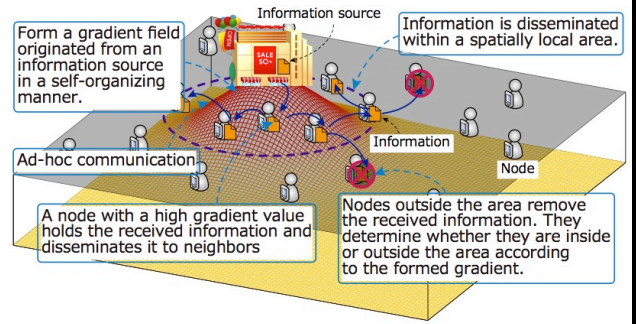 Information source
Form a gradient field
originated from an
information source
in a self-organizing
manner.
OPEN
SALE
50%
Information is disseminated
within a spatially local area.
Information
Node
Ad-hoc communication
A node with a high gradient value
holds the received information and
disseminates it to neighbors
Nodes outside the area remove
the received information. They
determine whether they are inside
or outside the area according
to the formed gradient.